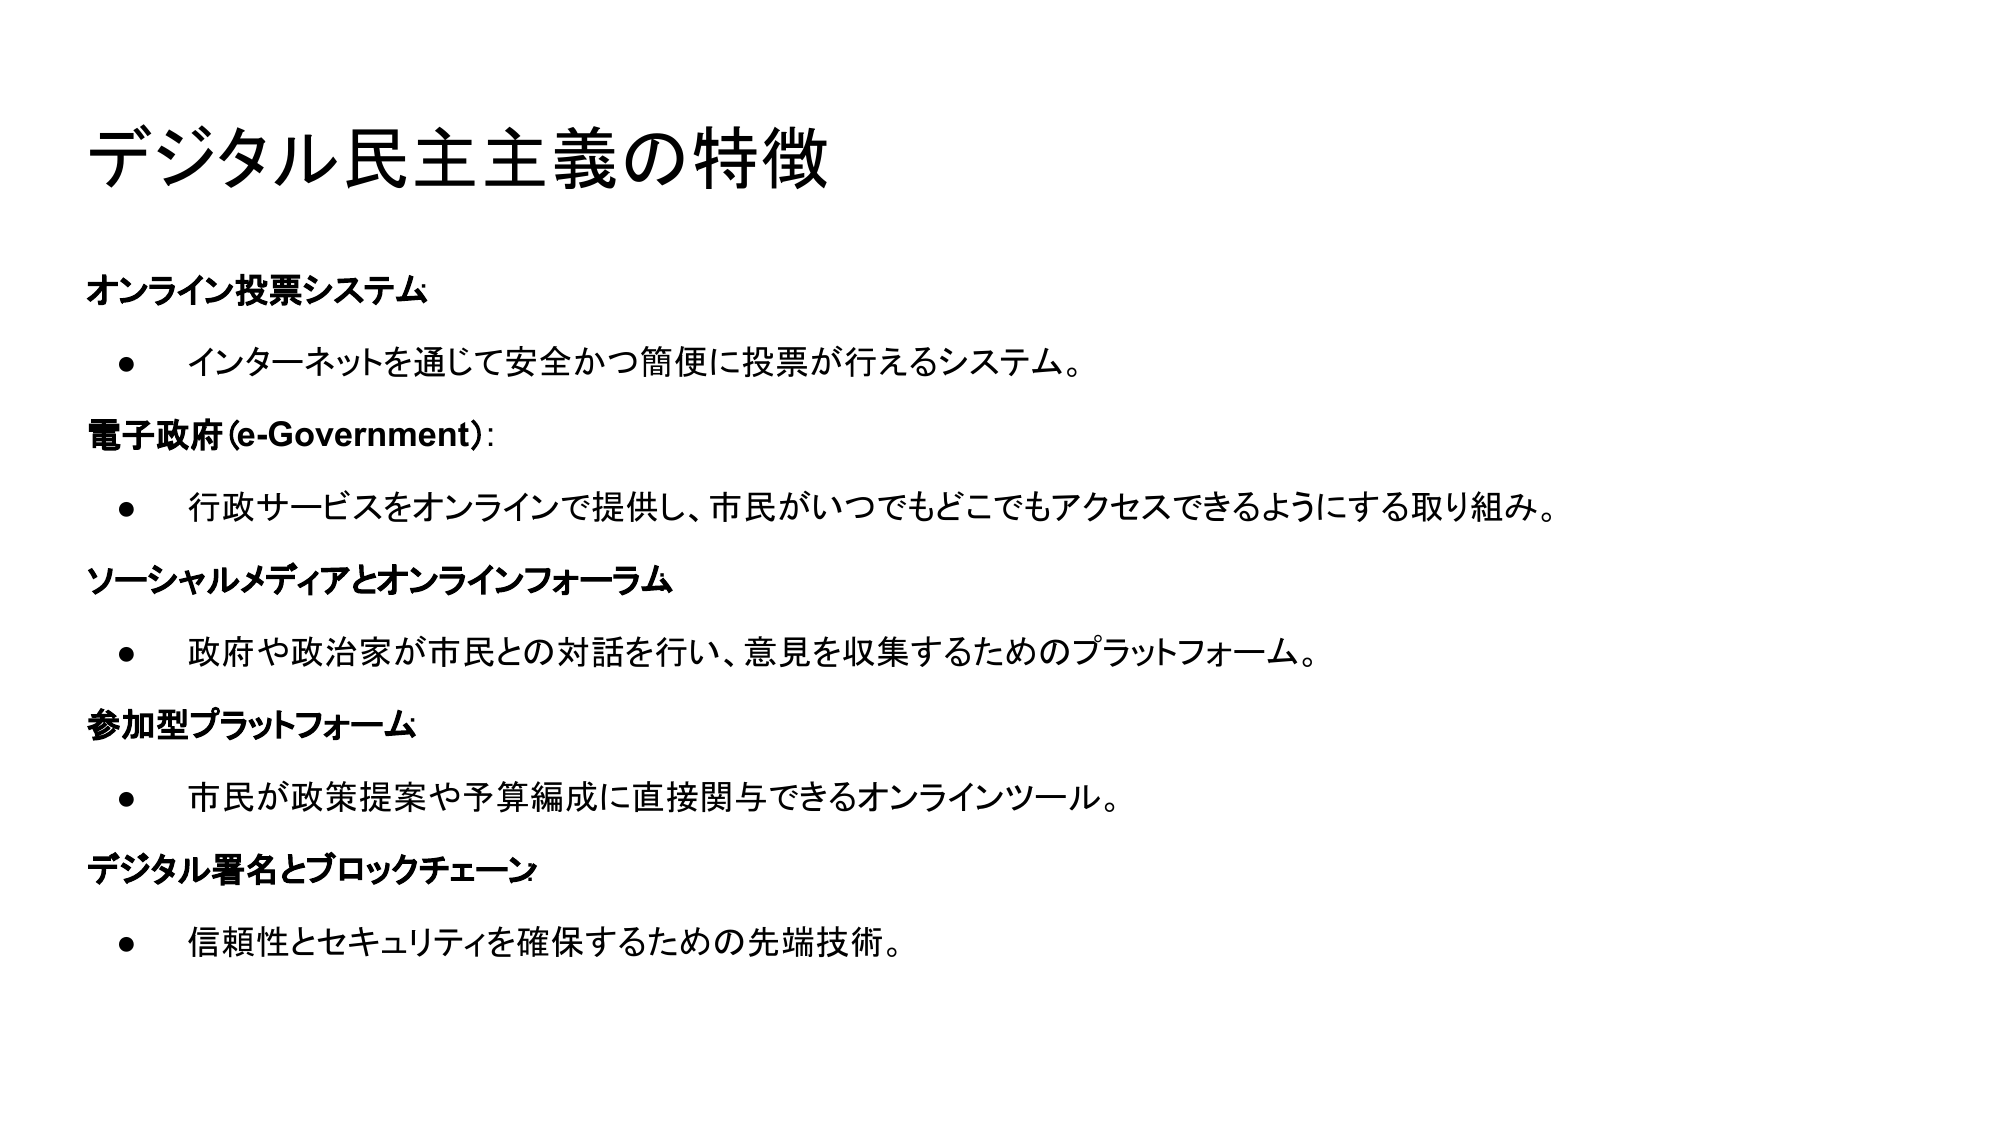 デジタル民主主義の特徴
オンライン投票システム:
● インターネットを通じて安全かつ簡便に投票が行えるシステム。
電子政府(e-Government):
● 行政サービスをオンラインで提供し、市民がいつでもどこでもアクセスできるようにする取り組み。
ソーシャルメディアとオンラインフォーラム:
● 政府や政治家が市民との対話を行い、意見を収集するためのプラットフォーム。
参加型プラットフォーム:
● 市民が政策提案や予算編成に直接関与できるオンラインツール。
デジタル署名とブロックチェーン:
● 信頼性とセキュリティを確保するための先端技術。